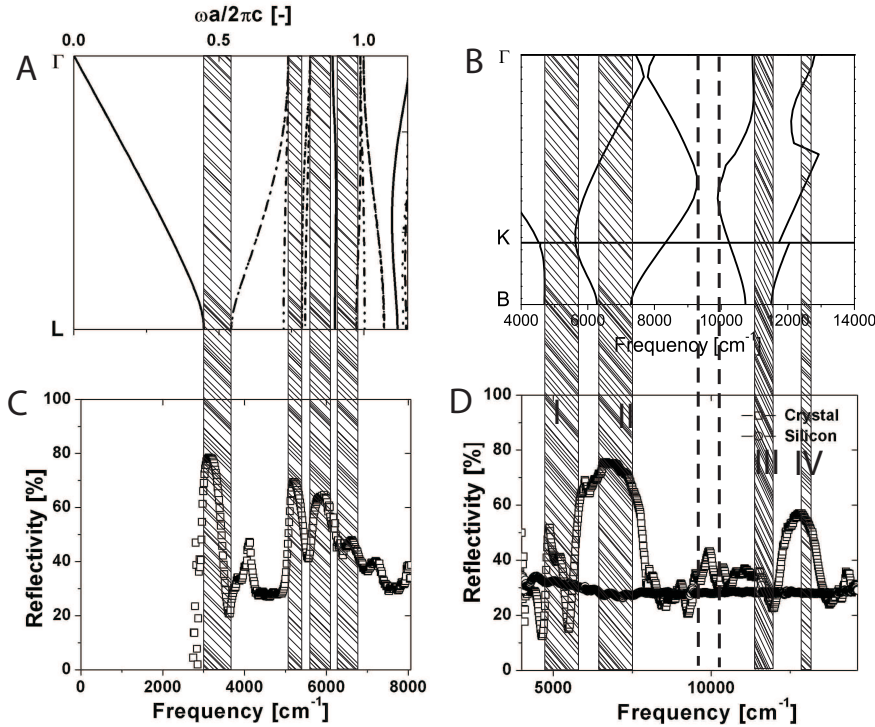 ωa/2πc [-]
0.0 0.5 1.0
A
Γ
L
B
Γ
K
B
4000 6000 8000 10000 12000 14000
Frequency [cm-1]
C
100
80
60
40
20
0
Reflectivity [%]
0 2000 4000 6000 8000
Frequency [cm-1]
D
I II III IV
Crystal
Silicon
100
80
60
40
20
0
Reflectivity [%]
5000 10000
Frequency [cm-1]